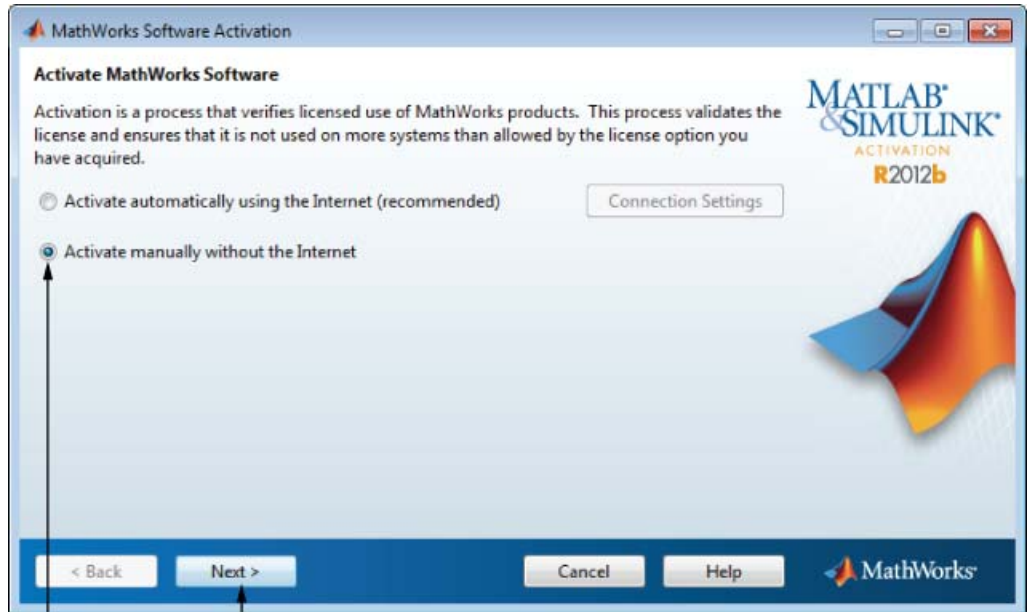 MathWorks Software Activation
Activate MathWorks Software
Activation is a process that verifies licensed use of MathWorks products. This process validates the
license and ensures that it is not used on more systems than allowed by the license option you
have acquired.
Activate automatically using the Internet (recommended)
Connection Settings
Activate manually without the Internet
MATLAB®
&SIMULINK®
ACTIVATION
R2012b
< Back
Next >
Cancel
Help
MathWorks®